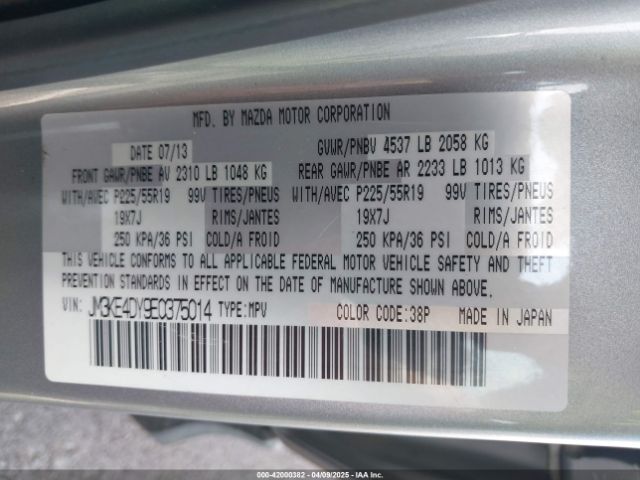 MFD. BY MAZDA MOTOR CORPORATION
DATE 07/13 GVWR/PNBV 4537 LB 2058 KG
FRONT GAWR/PNBE AV 2310 LB 1048 KG REAR GAWR/PNBE AR 2233 LB 1013 KG
WITH/AVEC P225/55R19 99V TIRES/PNEUS WITH/AVEC P225/55R19 99V TIRES/PNEUS
19X7J RIMS/JANTES 19X7J RIMS/JANTES
250 KPA/36 PSI COLD/A FROID 250 KPA/36 PSI COLD/A FROID
THIS VEHICLE CONFORMS TO ALL APPLICABLE FEDERAL MOTOR VEHICLE SAFETY AND THEFT
PREVENTION STANDARDS IN EFFECT ON THE DATE OF MANUFACTURE SHOWN ABOVE.
VIN: JM3KE4DY9E0375014 TYPE:MPV COLOR CODE:38P MADE IN JAPAN
000-42000382 | 04/09/2025 - IAA Inc.